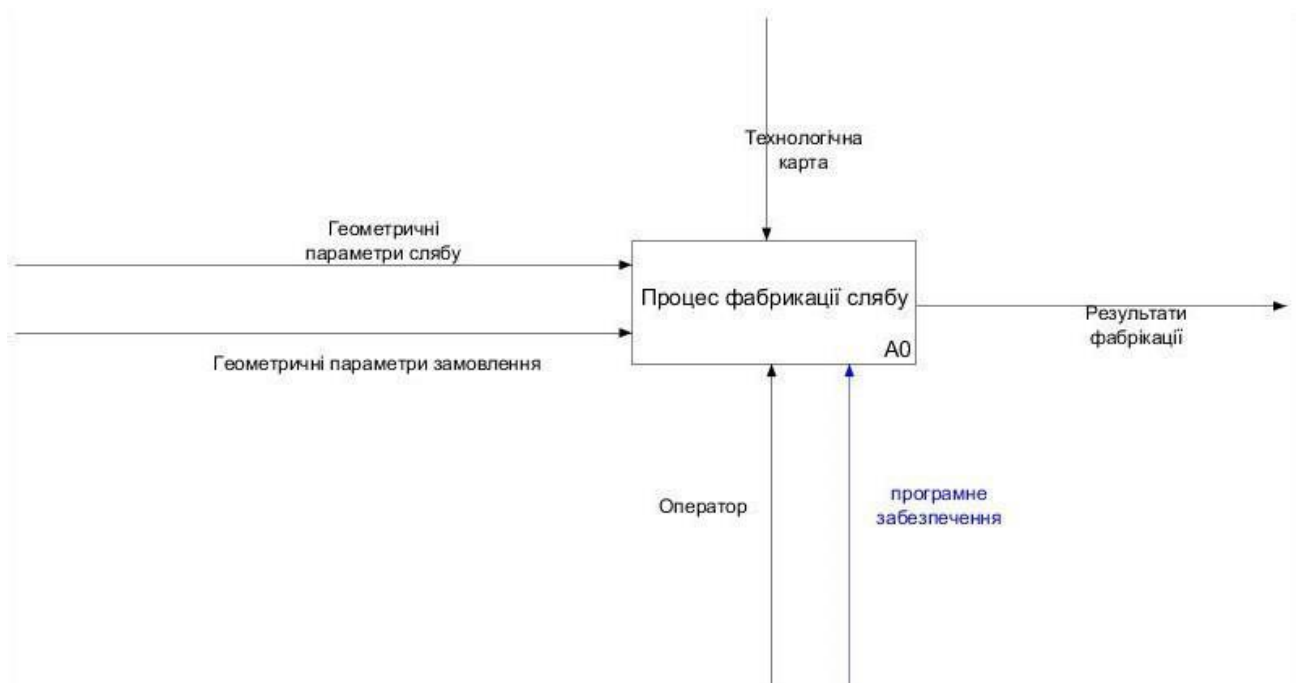 Технологічна
карта
Геометричні
параметри слябу
Процес фабрикації слябу
A0
Результати
фабрікації
Геометричні параметри замовлення
Оператор
програмне
забезпечення